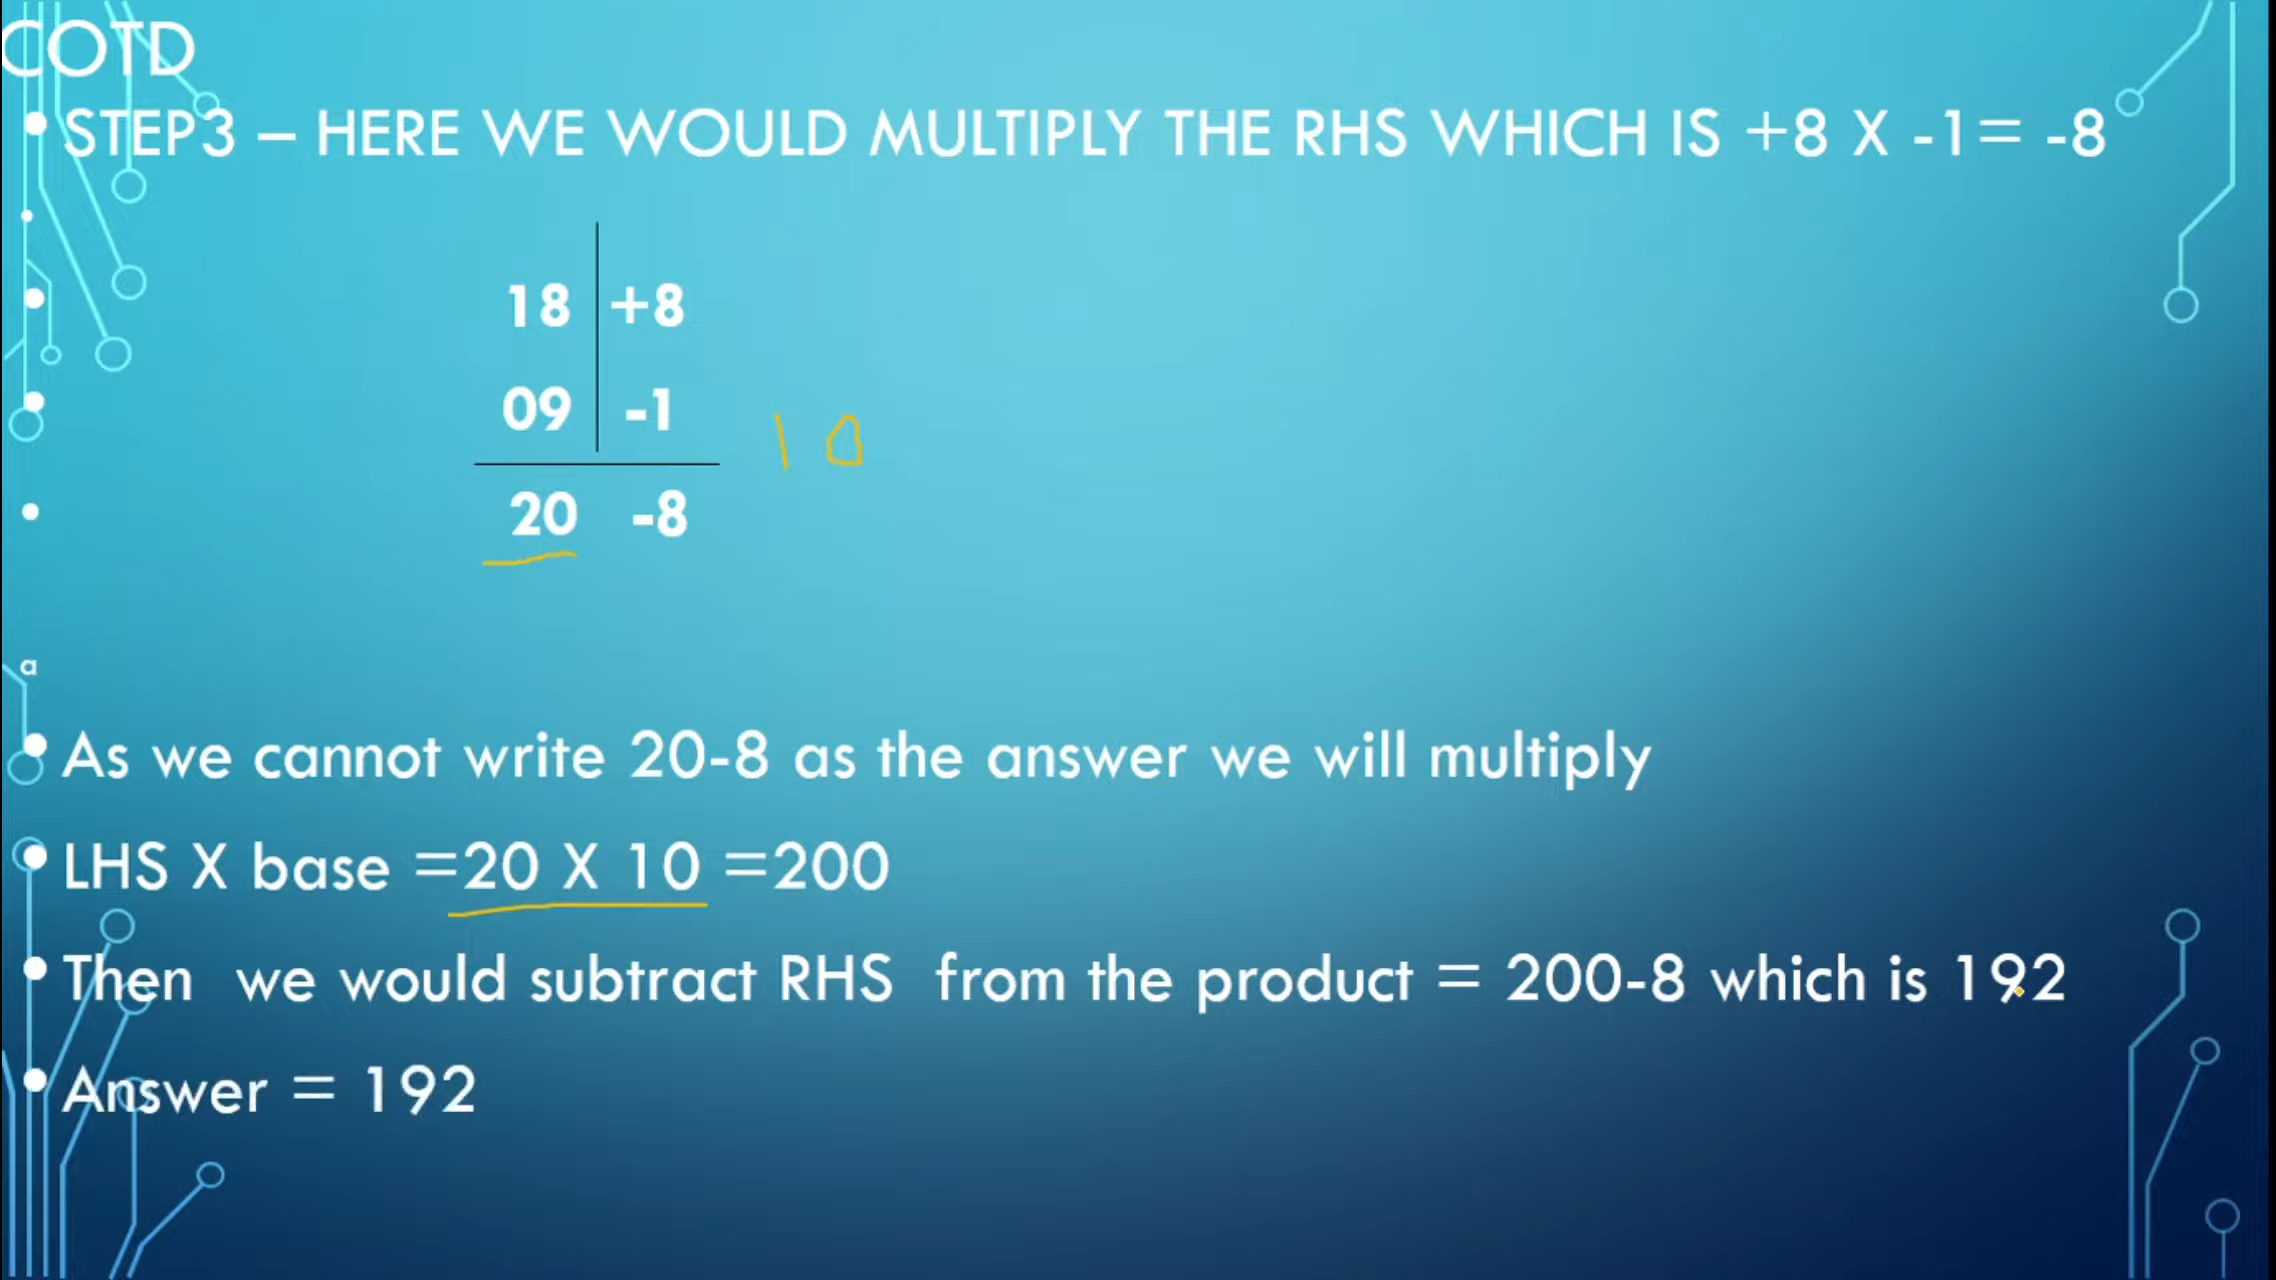 COTD
STEP3 – HERE WE WOULD MULTIPLY THE RHS WHICH IS +8 X -1= -8
18 +8
09 -1
10
20 -8
a
As we cannot write 20-8 as the answer we will multiply
LHS X base =20 X 10 =200
Then we would subtract RHS from the product = 200-8 which is 192
Answer = 192